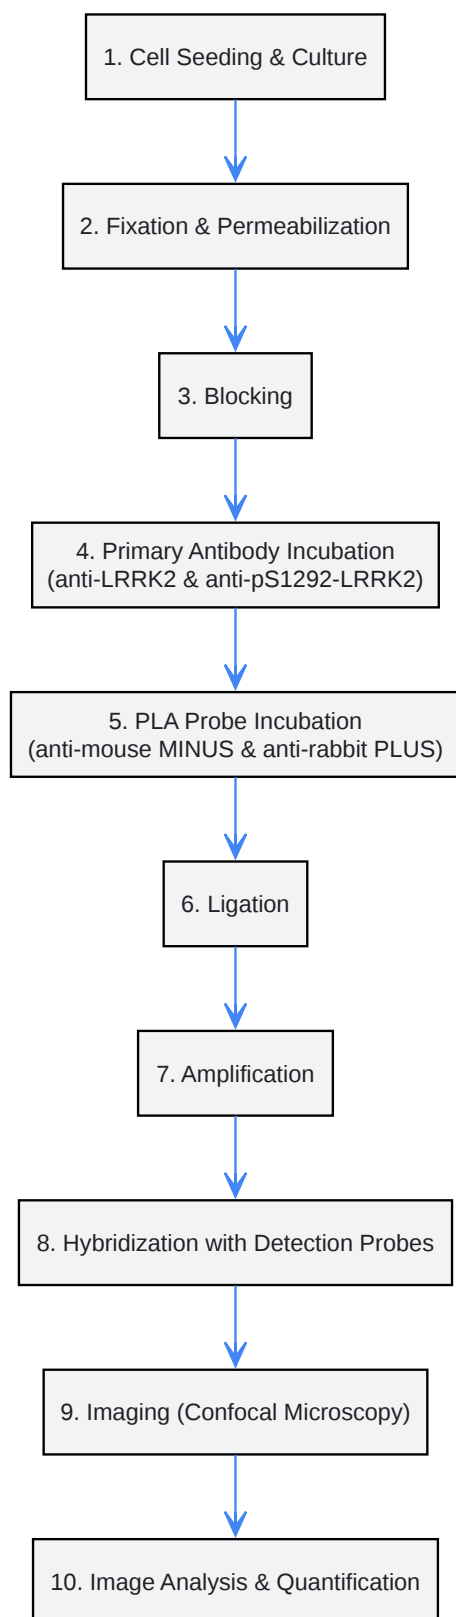 1. Cell Seeding & Culture
2. Fixation & Permeabilization
3. Blocking
4. Primary Antibody Incubation
(anti-LRRK2 & anti-pS1292-LRRK2)
5. PLA Probe Incubation
(anti-mouse MINUS & anti-rabbit PLUS)
6. Ligation
7. Amplification
8. Hybridization with Detection Probes
9. Imaging (Confocal Microscopy)
10. Image Analysis & Quantification